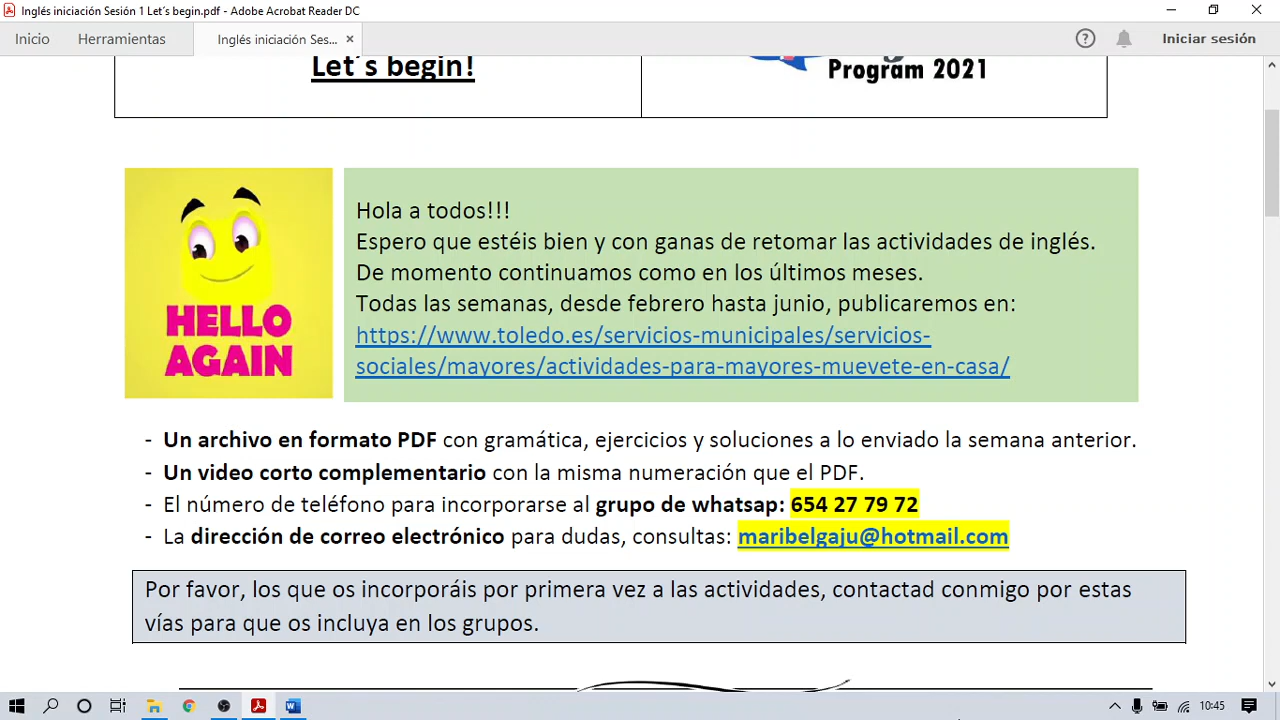 Inglés iniciación Sesión 1 Let´s begin.pdf - Adobe Acrobat Reader DC
Inicio
Herramientas
Inglés iniciación Ses...
Iniciar sesión
Let´s begin!
Program 2021
HELLO
AGAIN
Hola a todos!!!
Espero que estéis bien y con ganas de retomar las actividades de inglés.
De momento continuamos como en los últimos meses.
Todas las semanas, desde febrero hasta junio, publicaremos en:
https://www.toledo.es/servicios-municipales/servicios-
sociales/mayores/actividades-para-mayores-muevete-en-casa/
- Un archivo en formato PDF con gramática, ejercicios y soluciones a lo enviado la semana anterior.
- Un video corto complementario con la misma numeración que el PDF.
- El número de teléfono para incorporarse al grupo de whatsap: 654 27 79 72
- La dirección de correo electrónico para dudas, consultas: maribelgaju@hotmail.com
Por favor, los que os incorporáis por primera vez a las actividades, contactad conmigo por estas
vías para que os incluya en los grupos.
10:45